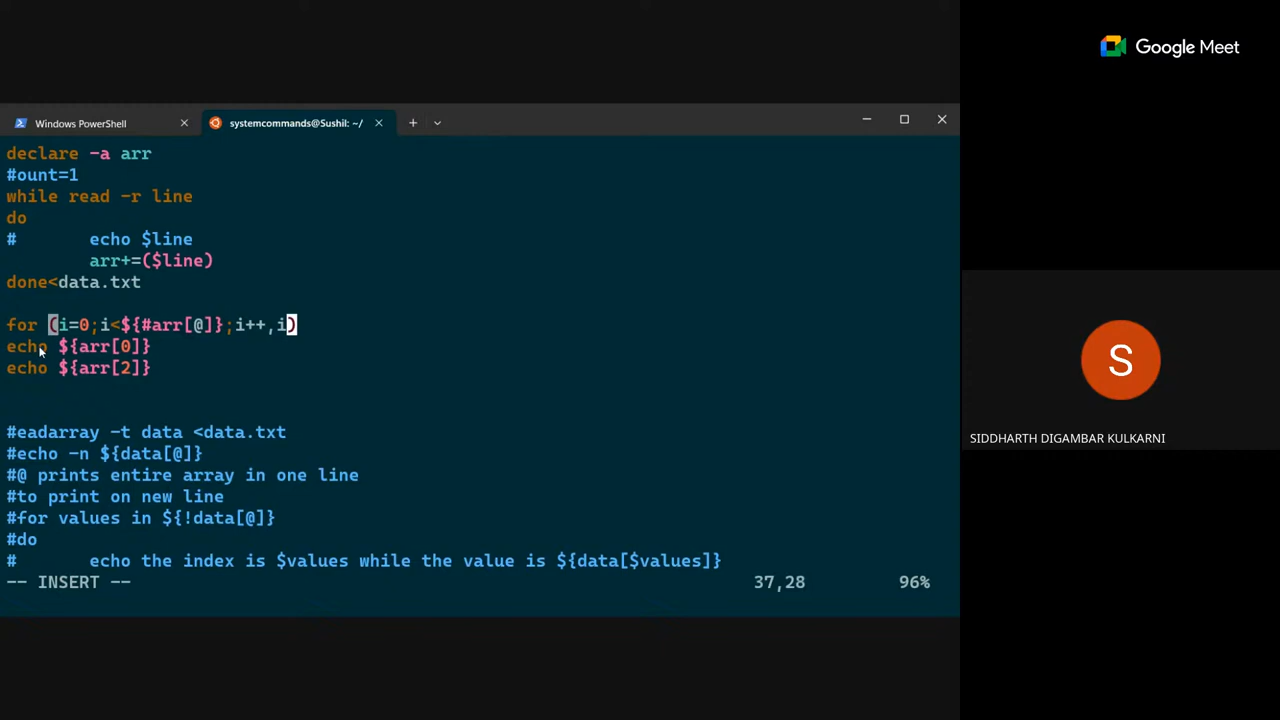 Google Meet
Windows PowerShell
systemcommands@Sushil: ~/
declare -a arr
#ount=1
while read -r line
do
#       echo $line
        arr+=($line)
done<data.txt
for (i=0;i<${#arr[@]};i++,i)
echo ${arr[0]}
echo ${arr[2]}
#eadarray -t data <data.txt
#echo -n ${data[@]}
#@ prints entire array in one line
#to print on new line
#for values in ${!data[@]}
#do
#       echo the index is $values while the value is ${data[$values]}
-- INSERT -- 37,28 96%
S
SIDDHARTH DIGAMBAR KULKARNI